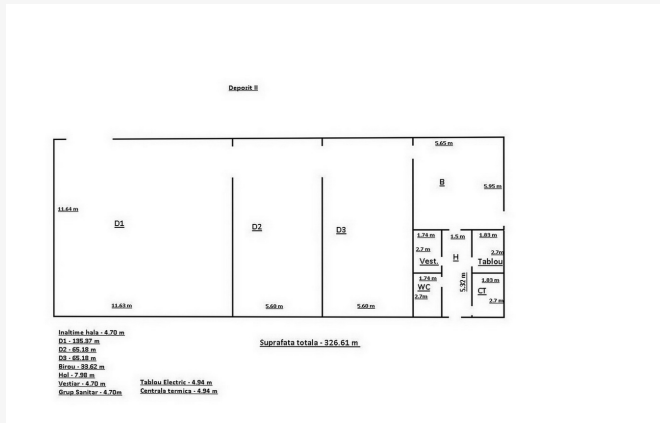 Depozit II
5.65 m
B
5.95 m
11.64 m
D1
D2
D3
1.74 m
1.5 m
1.83 m
2.7 m
2.7m
Vest.
H
Tablou
1.74 m
5.32 m
1.83 m
WC
CT
2.7m
2.7 m
11.63 m
5.60 m
5.60 m
Inaltime hala - 4.70 m
D1 - 135.37 m
D2 - 65.18 m
D3 - 65.18 m
Birou - 33.62 m
Hol - 7.98 m
Vestiar - 4.70 m
Grup Sanitar - 4.70m
Tablou Electric - 4.94 m
Centrala termica - 4.94 m
Suprafata totala - 326.61 m